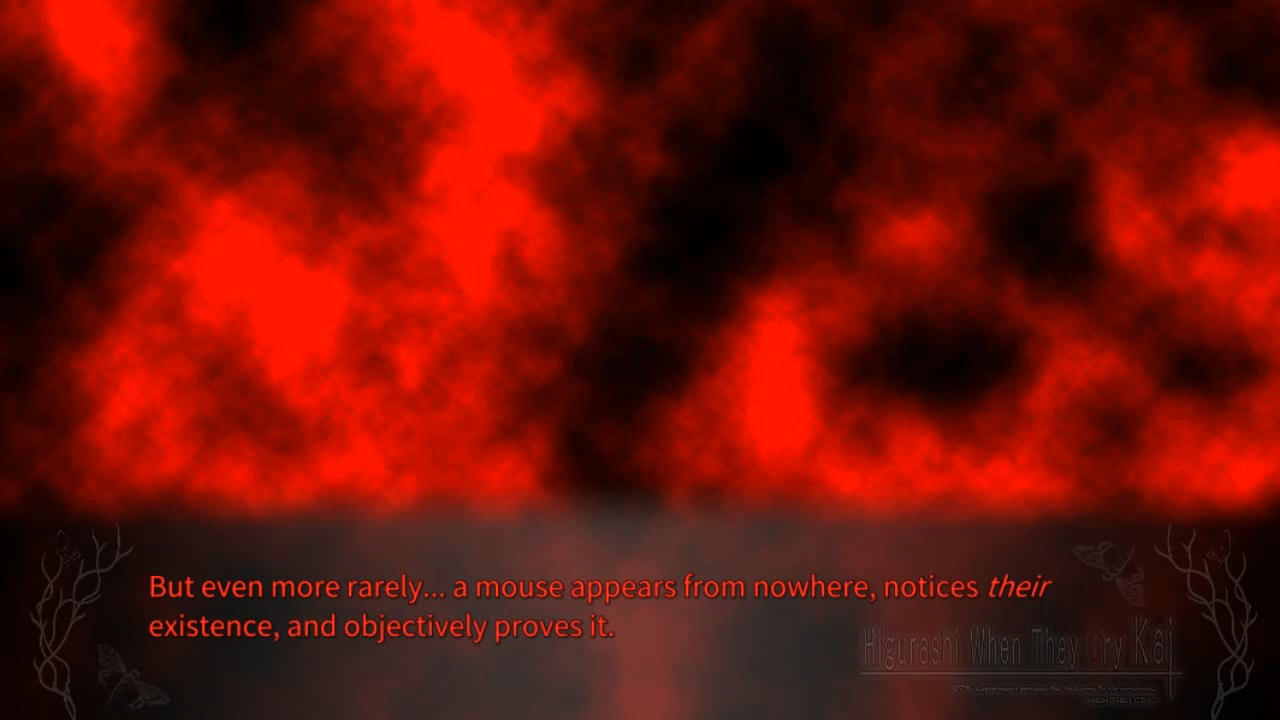 But even more rarely... a mouse appears from nowhere, notices their
existence, and objectively proves it.
Higurashi When They Cry Kai